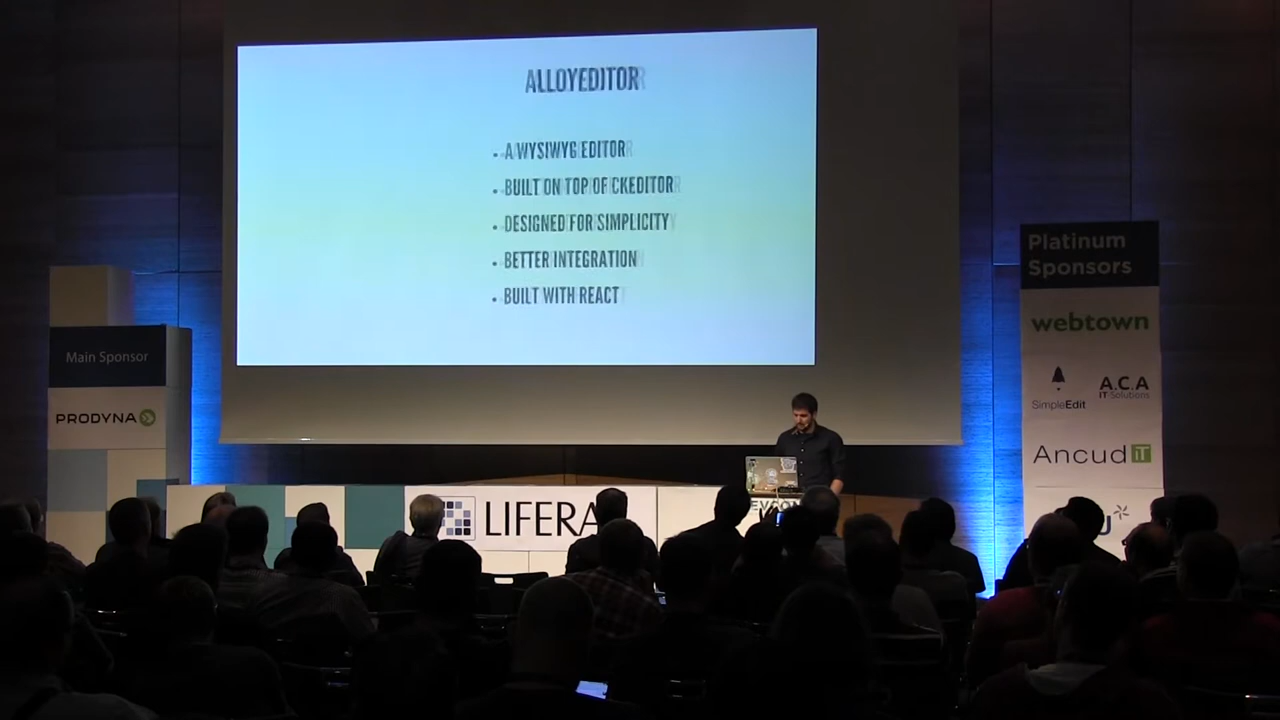 ALLOYEDITOR
• A WYSIWYG EDITOR
• BUILT ON TOP OF CKEDITOR
• DESIGNED FOR SIMPLICITY
• BETTER INTEGRATION
• BUILT WITH REACT
Main Sponsor
PRODYNA
Platinum
Sponsors
webtown
SimpleEdit
A.C.A
IT-Solutions
Ancud IT
LIFERA